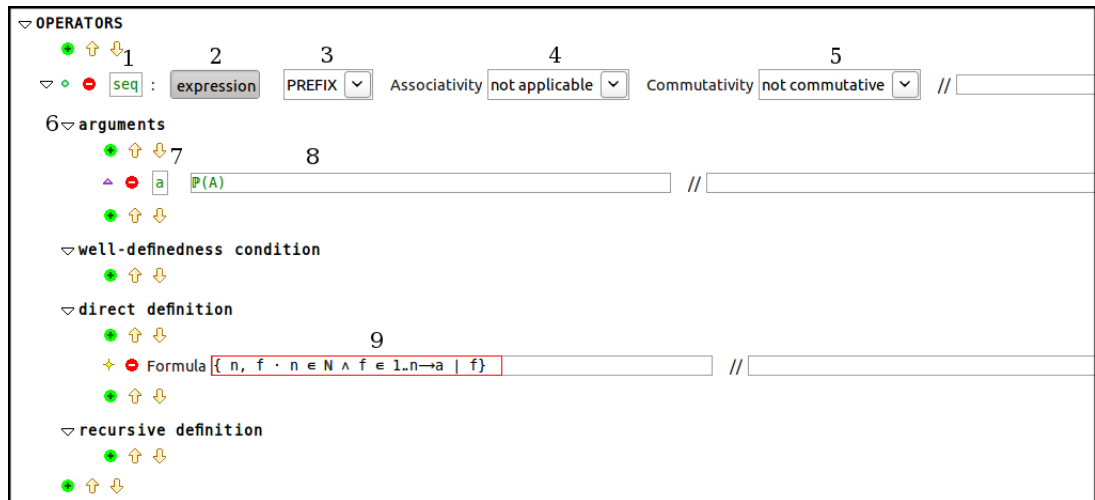 OPERATORS
1 2 3 4 5
seq : expression PREFIX Associativity not applicable Commutativity not commutative //
6 arguments
7 8
a ℙ(A) //
well-definedness condition
direct definition
9
Formula { n, f · n ∈ ℕ ∧ f ∈ 1‥n→a ∣ f} //
recursive definition